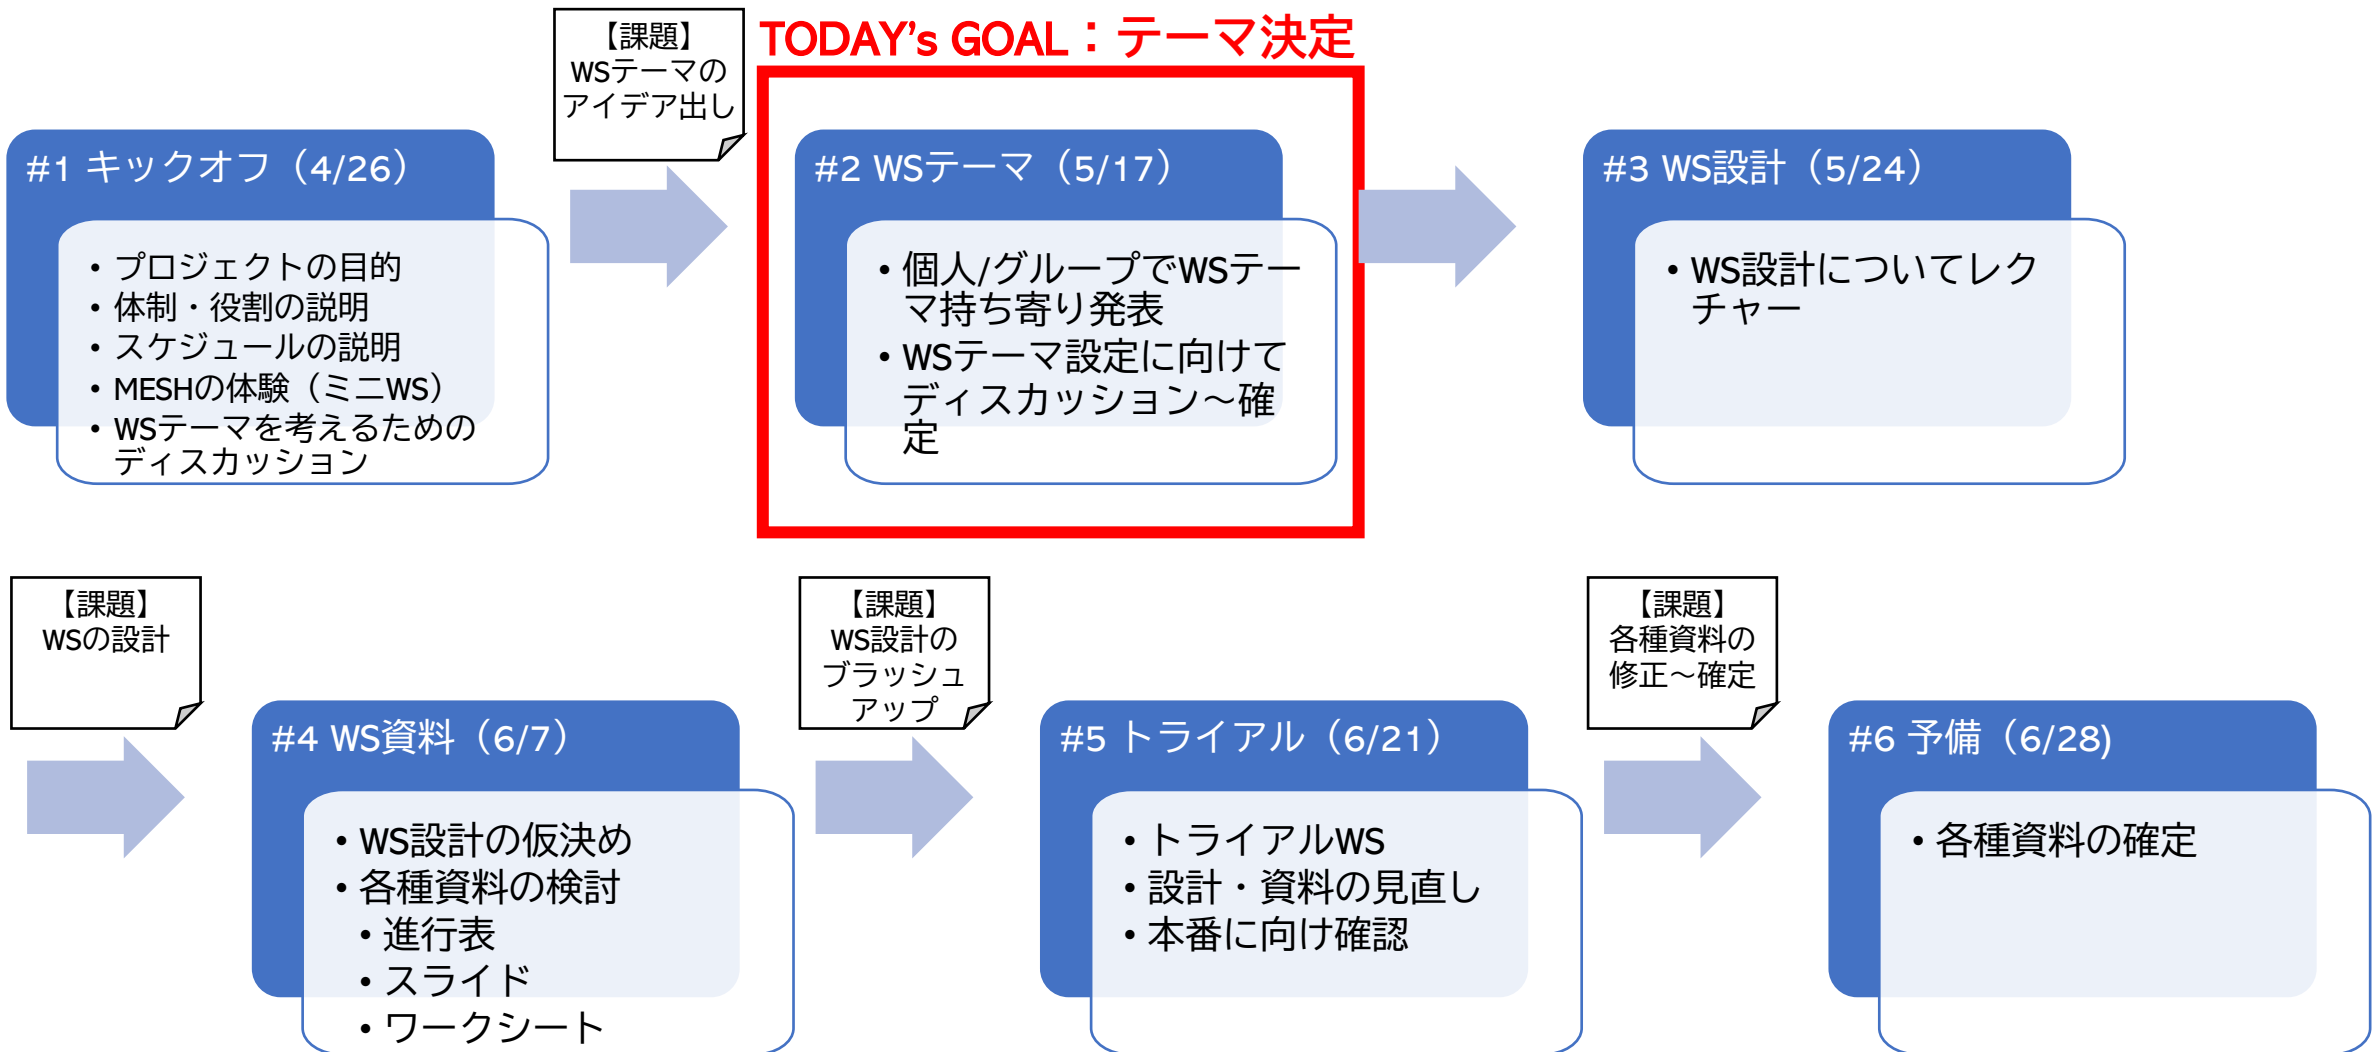 【課題】
WSテーマの
アイデア出し
TODAY's GOAL：テーマ決定
#1 キックオフ（4/26）
• プロジェクトの目的
• 体制・役割の説明
• スケジュールの説明
• MESHの体験（ミニWS）
• WSテーマを考えるための
ディスカッション
#2 WSテーマ（5/17）
• 個人/グループでWSテー
マ持ち寄り発表
• WSテーマ設定に向けて
ディスカッション～確
定
#3 WS設計（5/24）
• WS設計についてレク
チャー
【課題】
WSの設計
#4 WS資料（6/7）
• WS設計の仮決め
• 各種資料の検討
• 進行表
• スライド
• ワークシート
【課題】
WS設計の
ブラッシュ
アップ
#5 トライアル（6/21）
• トライアルWS
• 設計・資料の見直し
• 本番に向け確認
【課題】
各種資料の
修正～確定
#6 予備（6/28)
• 各種資料の確定